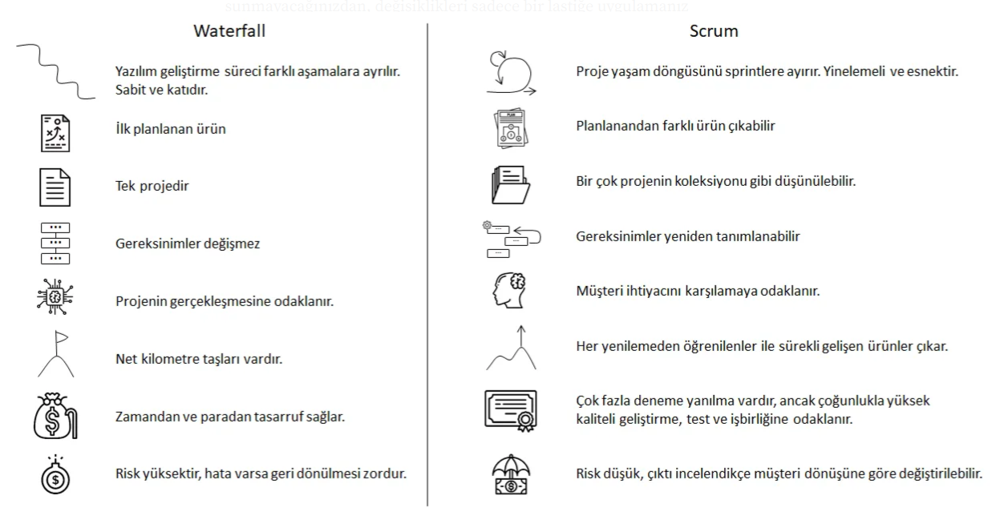 sunmayacağınızdan, değişiklikleri sadece bir lastiğe uygulamanız
Waterfall
Yazılım geliştirme süreci farklı aşamalara ayrılır.
Sabit ve katıdır.
İlk planlanan ürün
Tek projedir
Gereksinimler değişmez
Projenin gerçekleşmesine odaklanır.
Net kilometre taşları vardır.
Zamandan ve paradan tasarruf sağlar.
Risk yüksektir, hata varsa geri dönülmesi zordur.
Scrum
Proje yaşam döngüsünü sprintlere ayırır. Yinelemeli ve esnektir.
PLAN
Planlanandan farklı ürün çıkabilir
Bir çok projenin koleksiyonu gibi düşünülebilir.
Gereksinimler yeniden tanımlanabilir
Müşteri ihtiyacını karşılamaya odaklanır.
Her yenilemeden öğrenilenler ile sürekli gelişen ürünler çıkar.
Çok fazla deneme yanılma vardır, ancak çoğunlukla yüksek
kaliteli geliştirme, test ve işbirliğine odaklanır.
Risk düşük, çıktı incelendikçe müşteri dönüşüne göre değiştirilebilir.